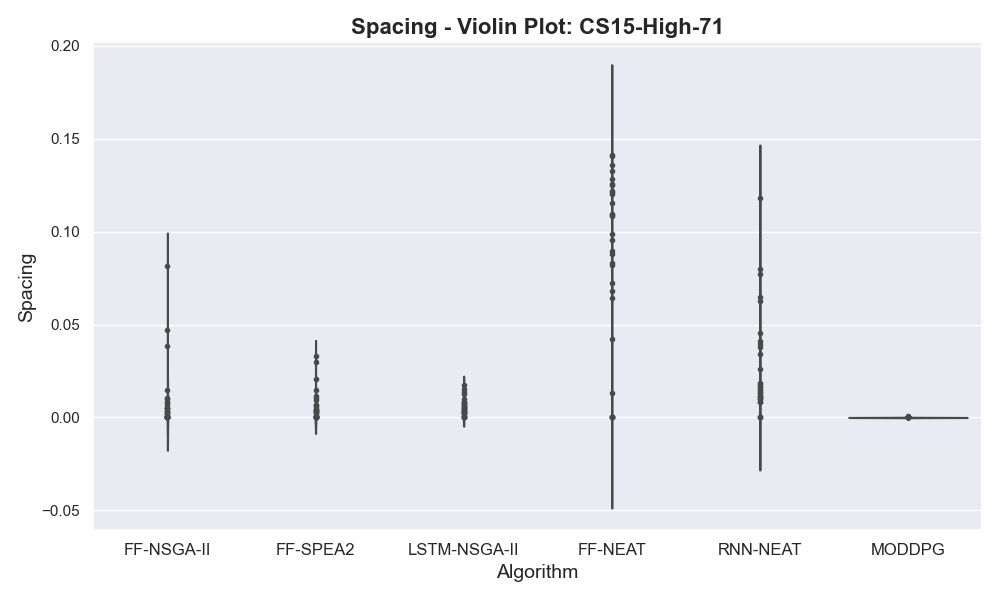 Spacing - Violin Plot: CS15-High-71
0.20
0.15
0.10
0.05
0.00
−0.05
Spacing
FF-NSGA-II
FF-SPEA2
LSTM-NSGA-II
FF-NEAT
RNN-NEAT
MODDPG
Algorithm